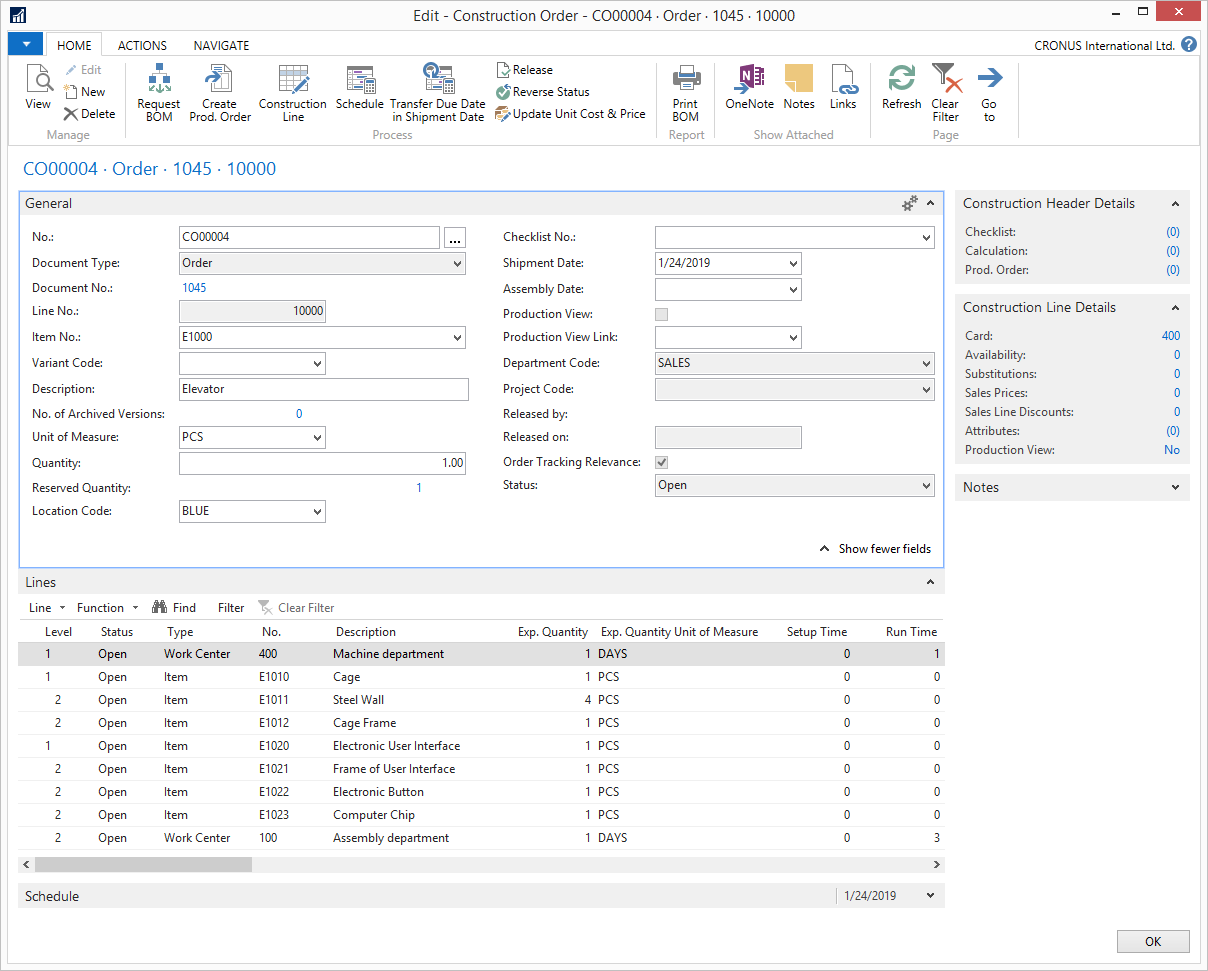 Edit - Construction Order - CO00004 · Order · 1045 · 10000
HOME ACTIONS NAVIGATE CRONUS International Ltd. ?
View
Edit
New
Delete
Manage
Request BOM
Create Prod. Order
Construction Line
Schedule
Transfer Due Date in Shipment Date
Release
Reverse Status
Update Unit Cost & Price
Process
Print BOM
Report
OneNote
Notes
Links
Show Attached
Refresh
Clear Filter
Go to
Page
CO00004 · Order · 1045 · 10000
General
No.: CO00004 ...
Document Type: Order
Document No.: 1045
Line No.: 10000
Item No.: E1000
Variant Code:
Description: Elevator
No. of Archived Versions: 0
Unit of Measure: PCS
Quantity: 1.00
Reserved Quantity: 1
Location Code: BLUE
Checklist No.:
Shipment Date: 1/24/2019
Assembly Date:
Production View:
Production View Link:
Department Code: SALES
Project Code:
Released by:
Released on:
Order Tracking Relevance:
Status: Open
Show fewer fields
Construction Header Details
Checklist: (0)
Calculation: (0)
Prod. Order: (0)
Construction Line Details
Card: 400
Availability: 0
Substitutions: 0
Sales Prices: 0
Sales Line Discounts: 0
Attributes: (0)
Production View: No
Notes
Lines
Line Function Find Filter Clear Filter
Level Status Type No. Description Exp. Quantity Exp. Quantity Unit of Measure Setup Time Run Time
1 Open Work Center 400 Machine department 1 DAYS 0 1
1 Open Item E1010 Cage 1 PCS 0 0
2 Open Item E1011 Steel Wall 4 PCS 0 0
2 Open Item E1012 Cage Frame 1 PCS 0 0
1 Open Item E1020 Electronic User Interface 1 PCS 0 0
2 Open Item E1021 Frame of User Interface 1 PCS 0 0
2 Open Item E1022 Electronic Button 1 PCS 0 0
2 Open Item E1023 Computer Chip 1 PCS 0 0
2 Open Work Center 100 Assembly department 1 DAYS 0 3
Schedule 1/24/2019
OK